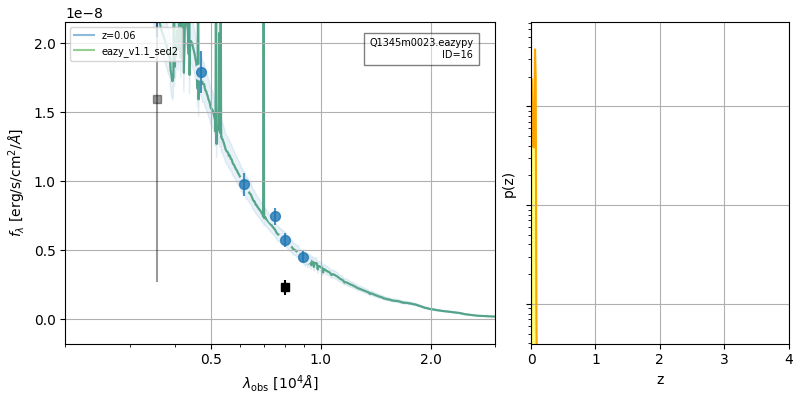 1e−8
z=0.06
eazy_v1.1_sed2
Q1345m0023.eazypy
ID=16
2.0
1.5
1.0
0.5
0.0
f_λ [erg/s/cm²/Å]
0.5 1.0 2.0
λ_obs [10⁴Å]
p(z)
0 1 2 3 4
z